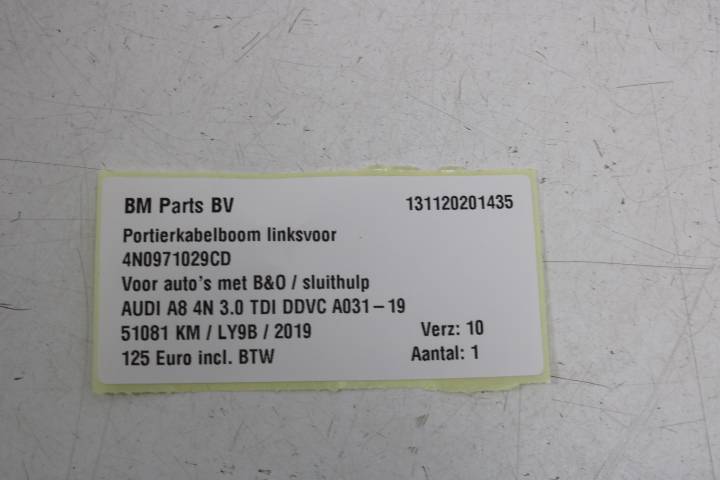 BM Parts BV 131120201435
Portierkabelboom linksvoor
4N0971029CD
Voor auto's met B&O / sluithulp
AUDI A8 4N 3.0 TDI DDVC A031-19
51081 KM / LY9B / 2019 Verz: 10
125 Euro incl. BTW Aantal: 1